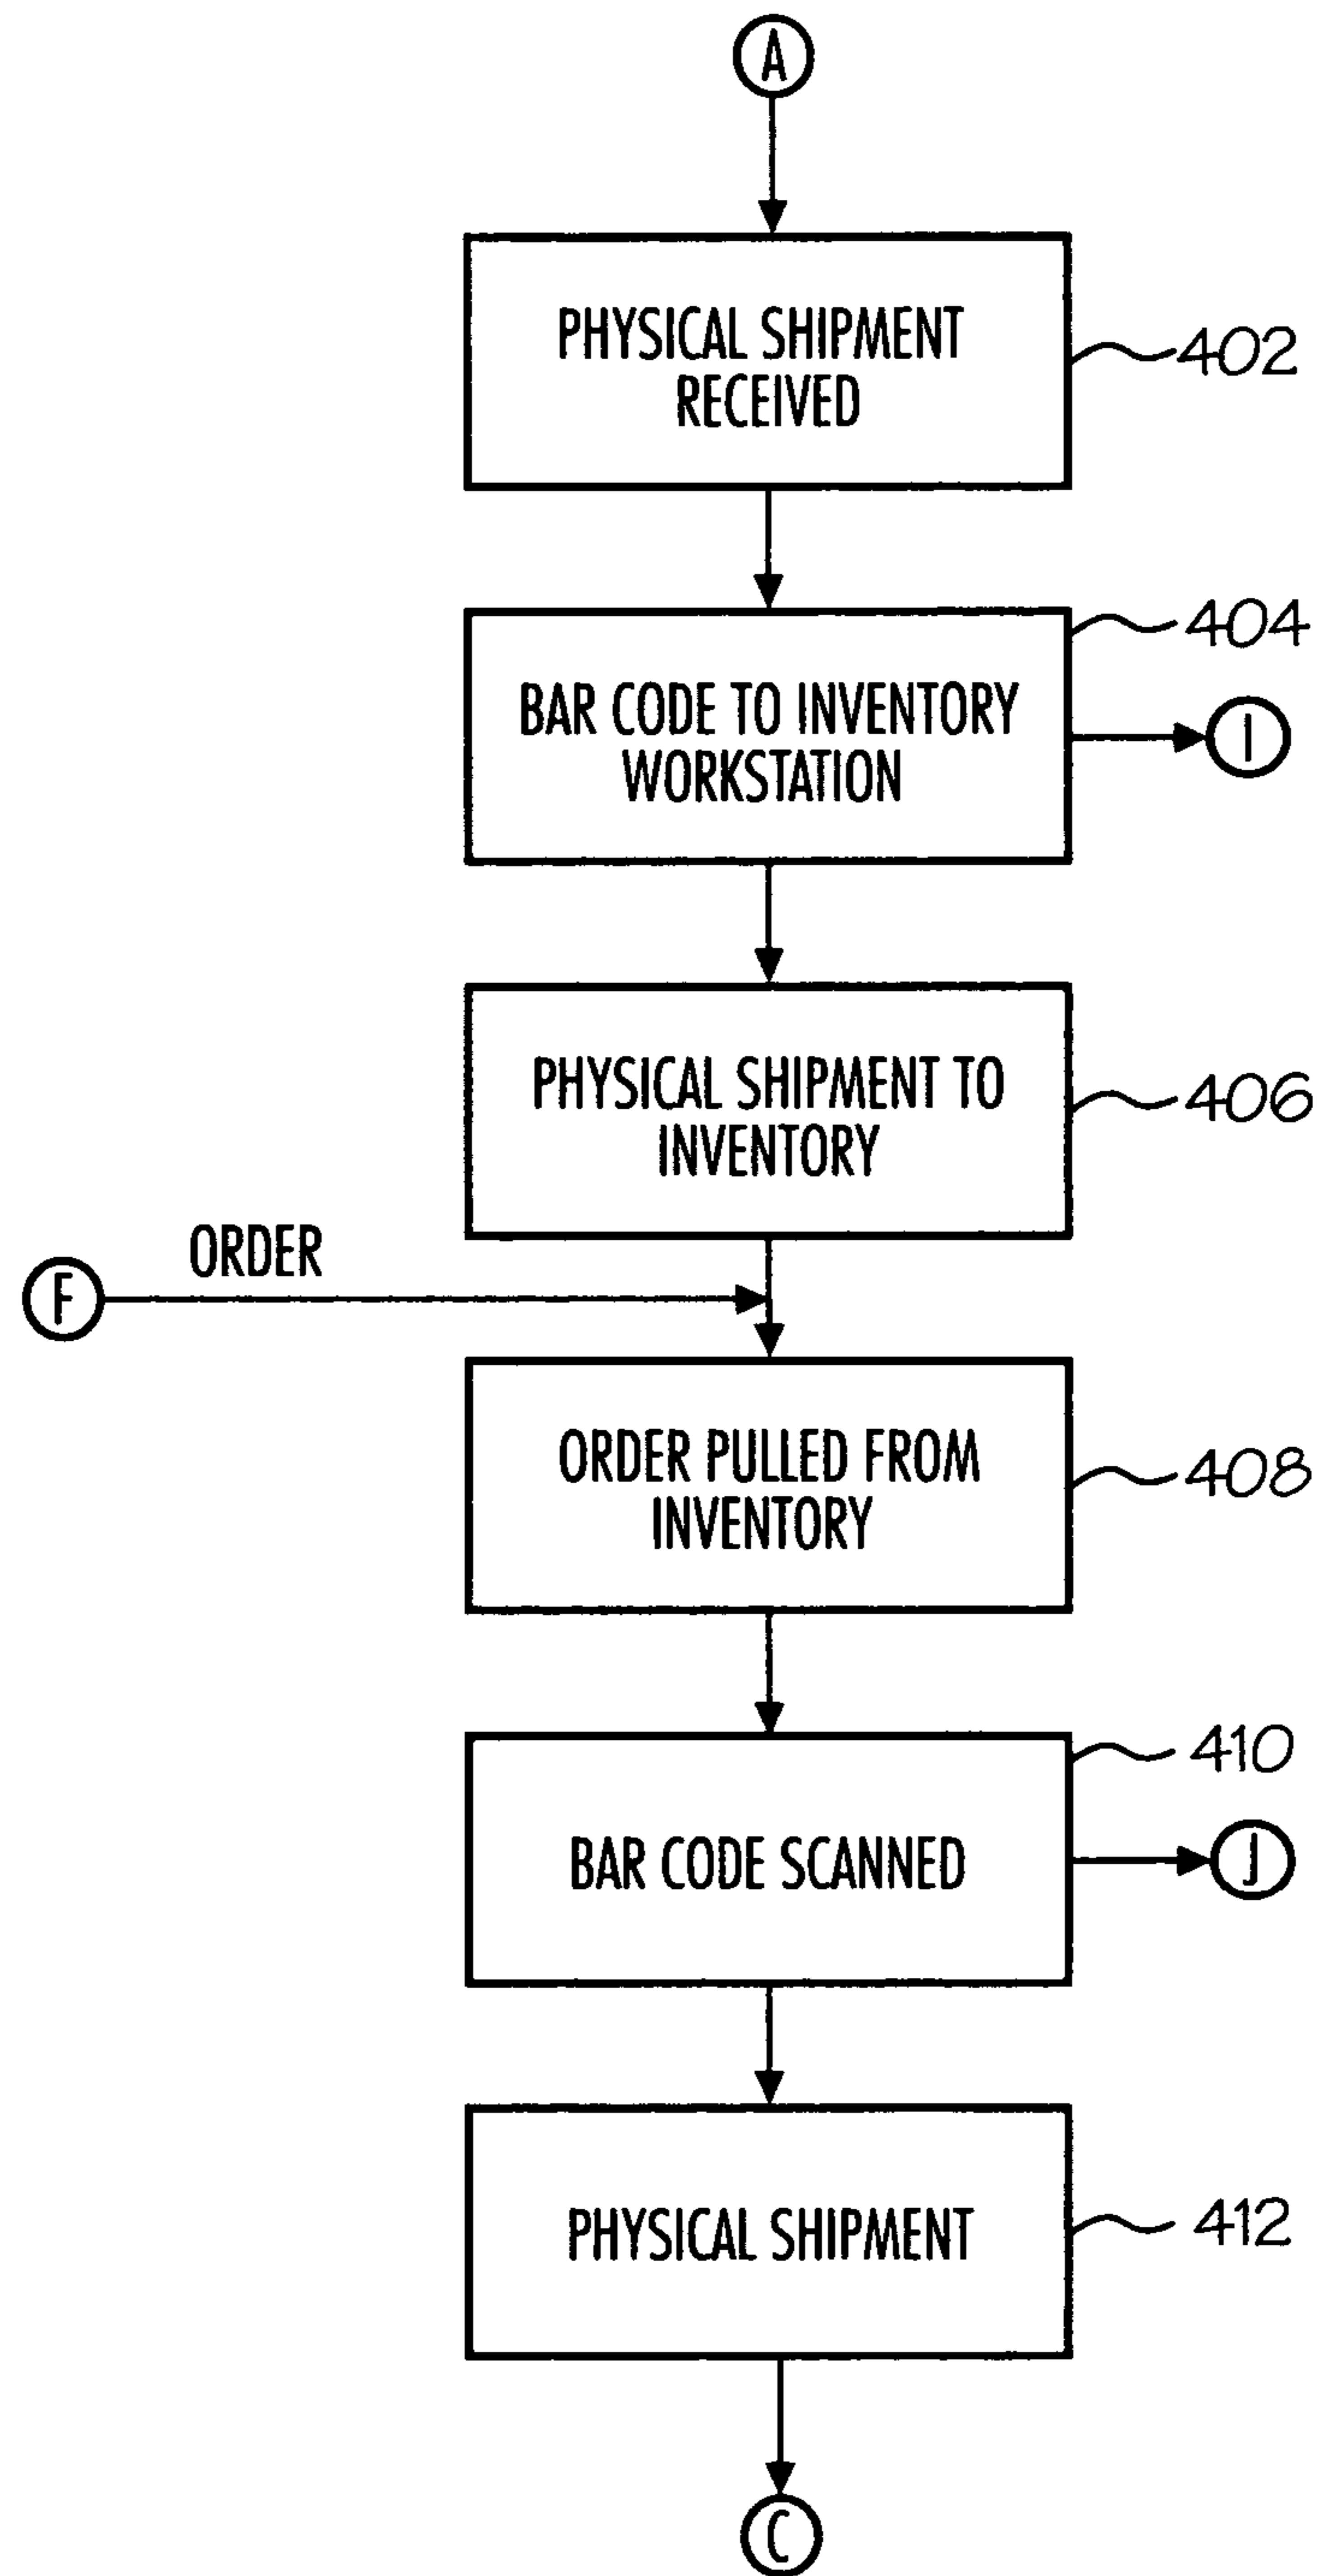 A
PHYSICAL SHIPMENT
RECEIVED
402
404
BAR CODE TO INVENTORY
WORKSTATION
I
PHYSICAL SHIPMENT TO
INVENTORY
406
ORDER
F
ORDER PULLED FROM
INVENTORY
408
410
BAR CODE SCANNED
J
PHYSICAL SHIPMENT
412
C